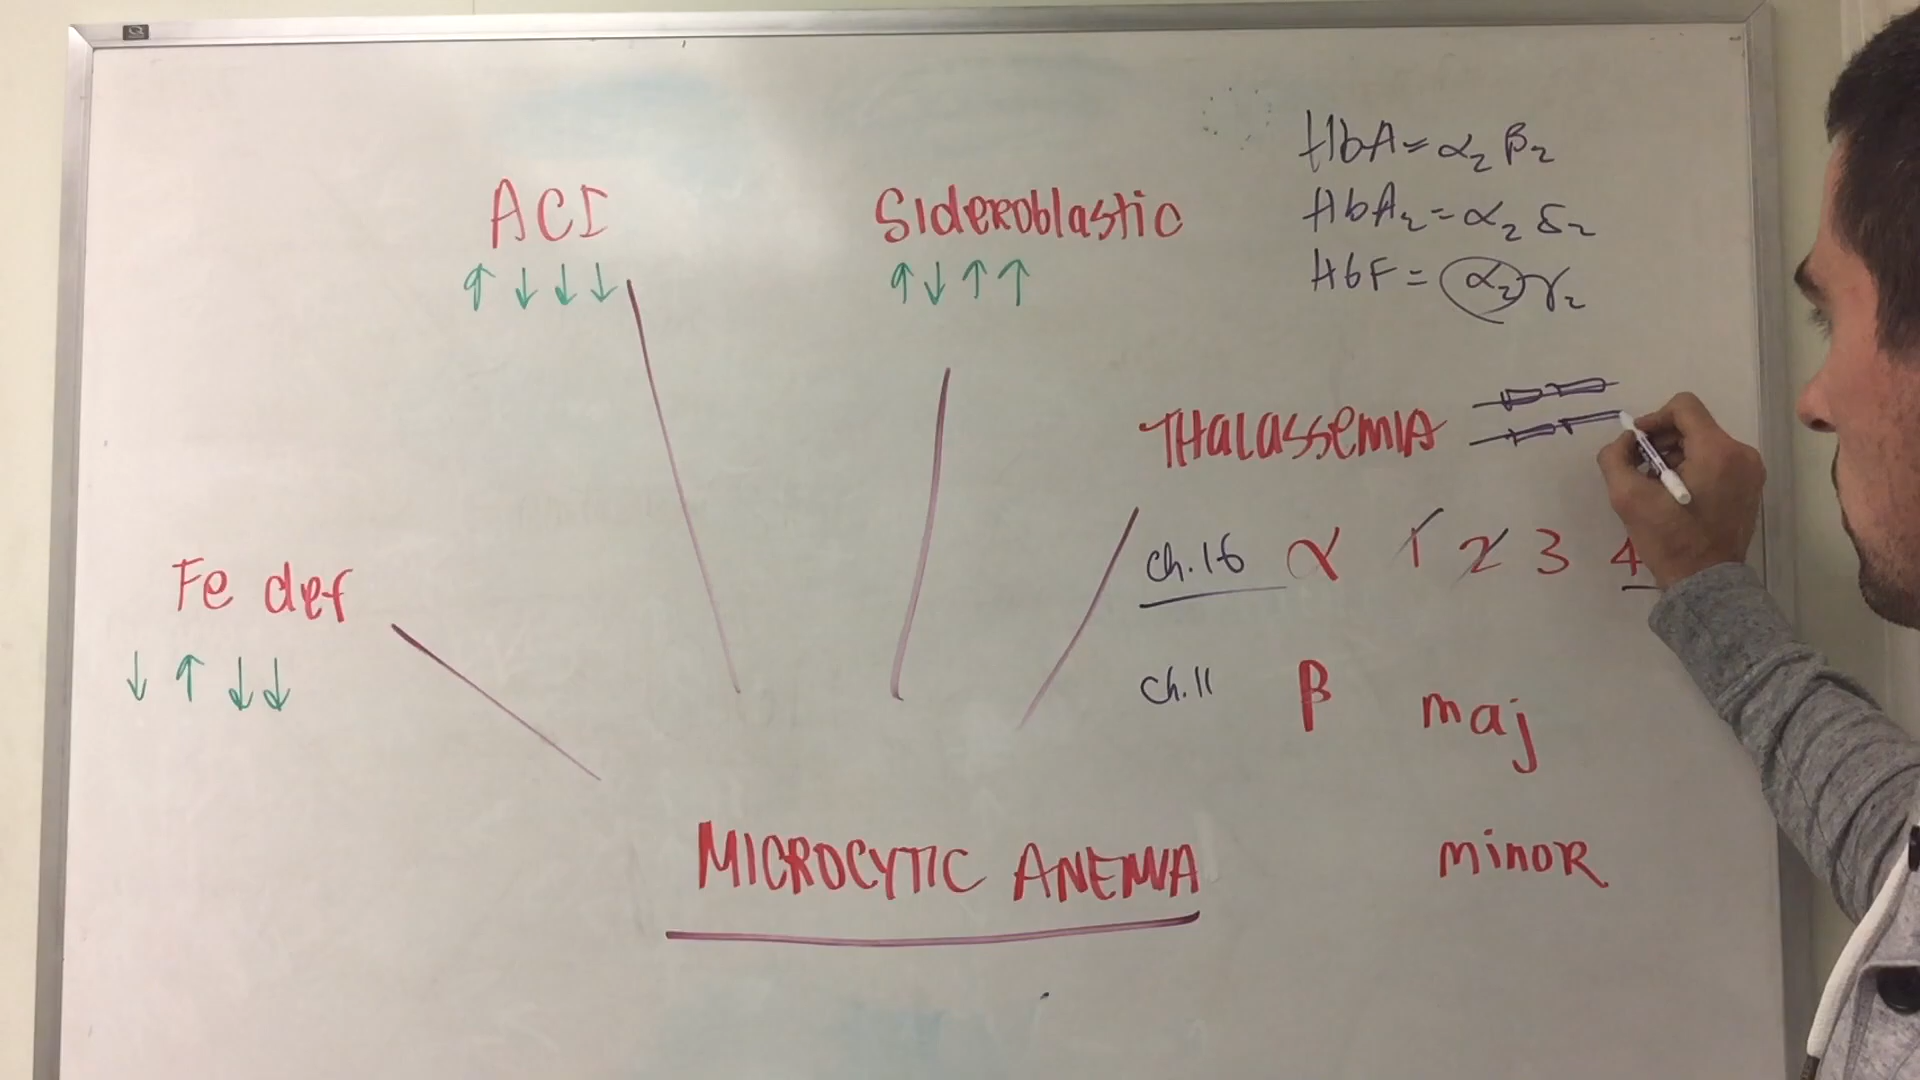 ACI
↑ ↓ ↓ ↓
Sideroblastic
↑ ↓ ↑ ↑
HbA = α2 β2
HbA2 = α2 δ2
HbF = α2 γ2
THalassemIA
ch. 16 α 1 2 3 4
ch. 11 β maj
minor
Fe def
↓ ↑ ↓ ↓
MICROCYTIC ANEMIA